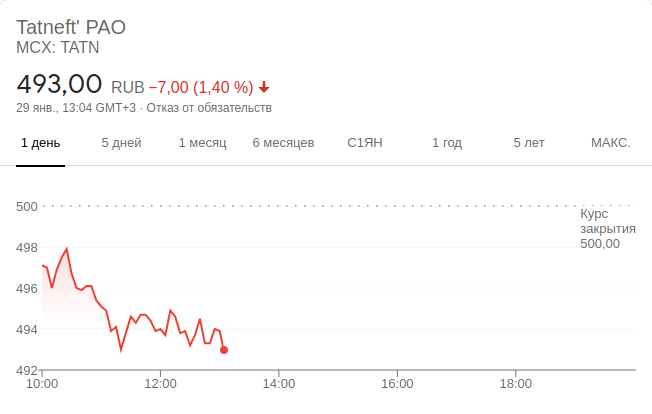 Tatneft' PAO
MCX: TATN
493,00 RUB −7,00 (1,40 %)
29 янв., 13:04 GMT+3 · Отказ от обязательств
1 день 5 дней 1 месяц 6 месяцев С1ЯН 1 год 5 лет МАКС.
500
Курс
закрытия
500,00
498
496
494
492
10:00 12:00 14:00 16:00 18:00